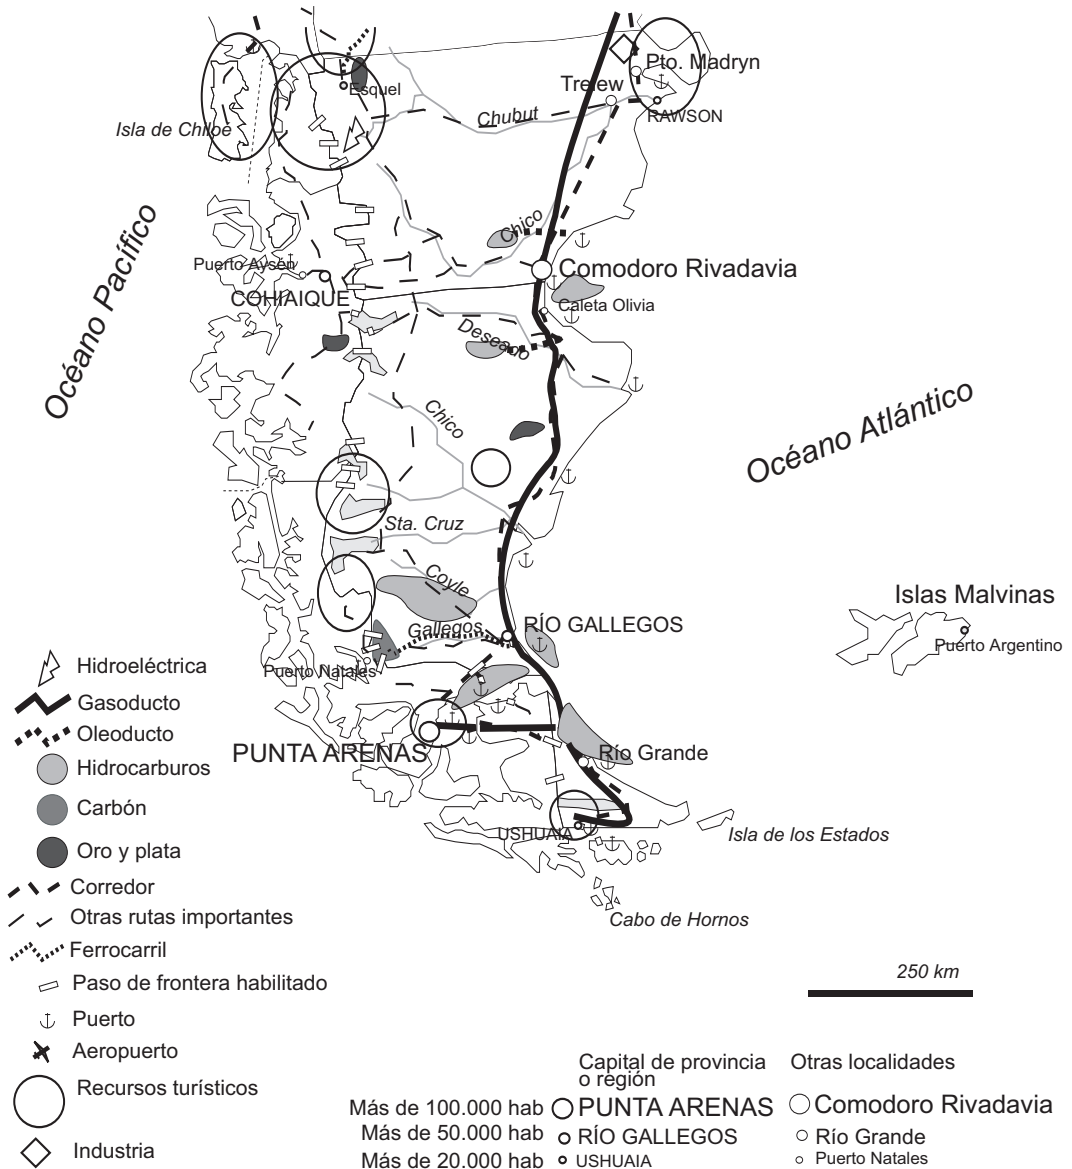 Pto. Madryn
Trelew
Esquel
RAWSON
Chubut
Isla de Chiloé
Chico
Océano Pacífico
Puerto Aysén
Comodoro Rivadavia
COHIAIQUE
Caleta Olivia
Deseado
Chico
Océano Atlántico
Sta. Cruz
Coyle
Islas Malvinas
RÍO GALLEGOS
Gallegos
Puerto Argentino
Puerto Natales
PUNTA ARENAS
Río Grande
USHUAIA
Isla de los Estados
Cabo de Hornos
Hidroeléctrica
Gasoducto
Oleoducto
Hidrocarburos
Carbón
Oro y plata
Corredor
Otras rutas importantes
Ferrocarril
Paso de frontera habilitado
Puerto
Aeropuerto
Recursos turísticos
Industria
250 km
Capital de provincia
o región
Otras localidades
Más de 100.000 hab PUNTA ARENAS Comodoro Rivadavia
Más de 50.000 hab RÍO GALLEGOS Río Grande
Más de 20.000 hab USHUAIA Puerto Natales